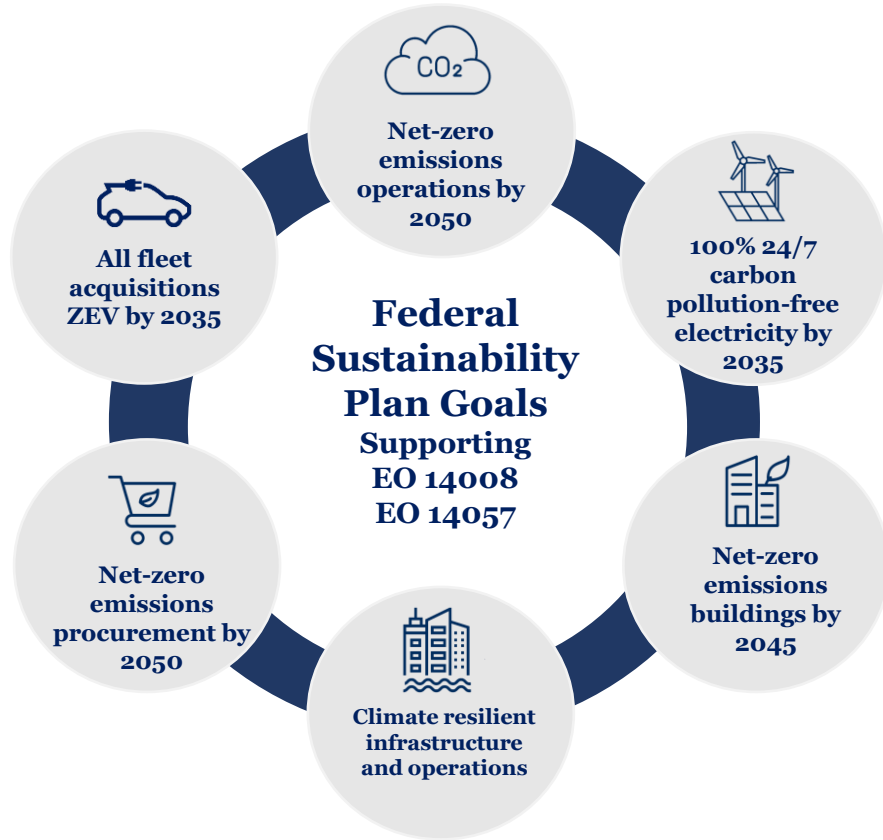 CO₂
Net-zero
emissions
operations by
2050
100% 24/7
carbon
pollution-free
electricity by
2035
Net-zero
emissions
buildings by
2045
Climate resilient
infrastructure
and operations
Net-zero
emissions
procurement by
2050
All fleet
acquisitions
ZEV by 2035
Federal
Sustainability
Plan Goals
Supporting
EO 14008
EO 14057